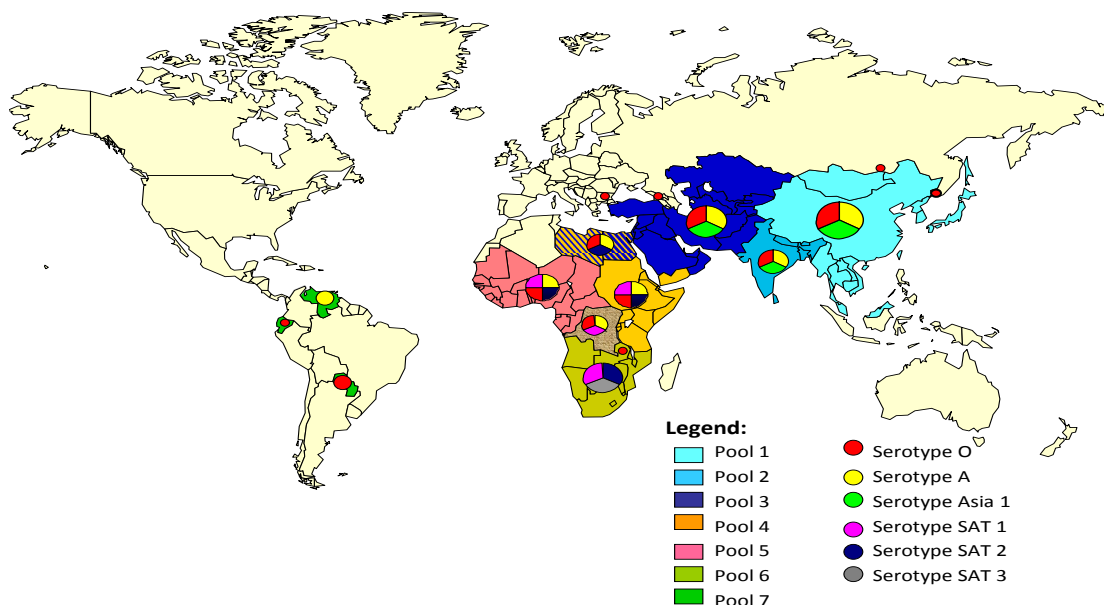 Legend:
Pool 1
Pool 2
Pool 3
Pool 4
Pool 5
Pool 6
Pool 7
Serotype O
Serotype A
Serotype Asia 1
Serotype SAT 1
Serotype SAT 2
Serotype SAT 3